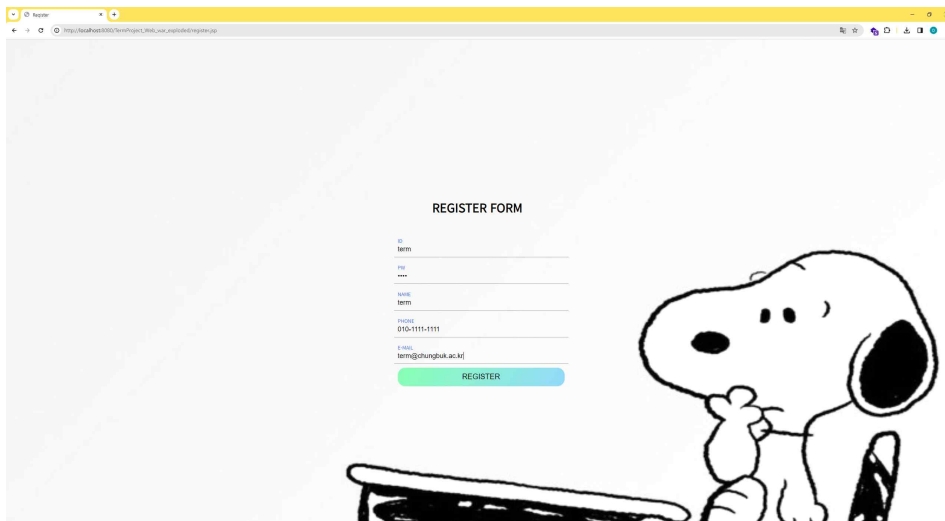 Register
http://localhost:8080/TermProject_Web_war_exploded/register.jsp
REGISTER FORM
ID
term
PW
••••
NAME
term
PHONE
010-1111-1111
E-MAIL
term@chungbuk.ac.kr
REGISTER